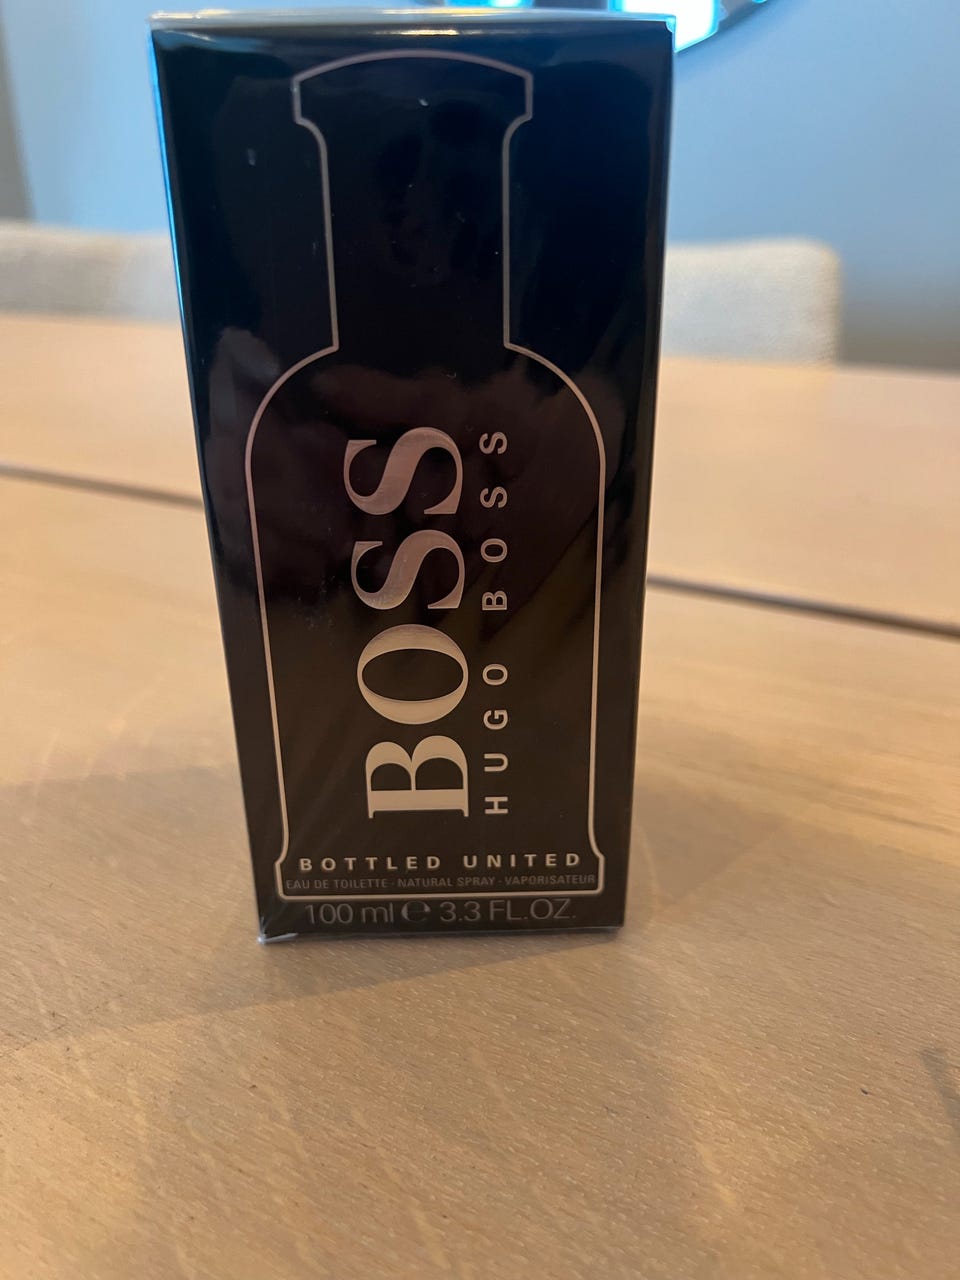 BOSS
HUGO BOSS
BOTTLED UNITED
EAU DE TOILETTE · NATURAL SPRAY · VAPORISATEUR
100 ml ℮ 3.3 FL.OZ.